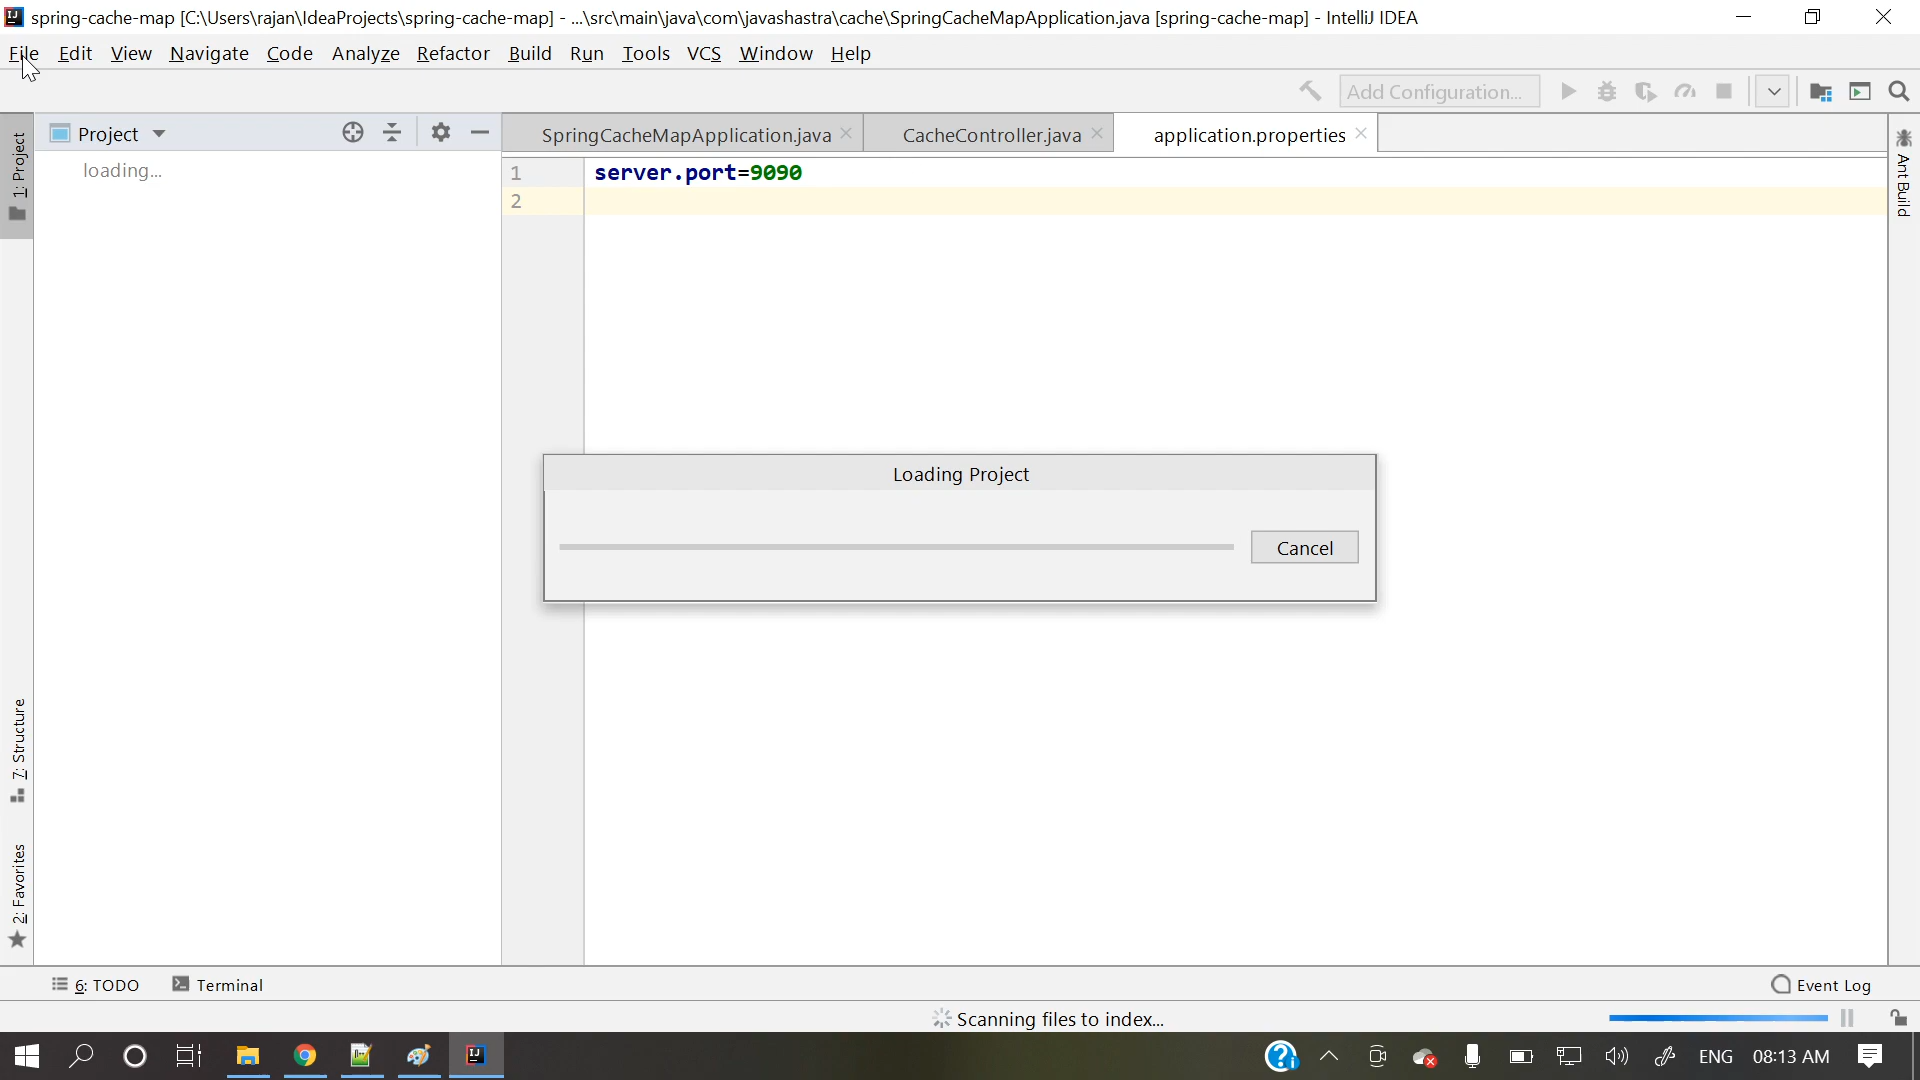 spring-cache-map [C:\Users\rajan\IdeaProjects\spring-cache-map] - ...\src\main\java\com\javashastra\cache\SpringCacheMapApplication.java [spring-cache-map] - IntelliJ IDEA
File Edit View Navigate Code Analyze Refactor Build Run Tools VCS Window Help
Add Configuration...
1: Project
Project
SpringCacheMapApplication.java
CacheController.java
application.properties
Ant Build
loading...
1 server.port=9090
2
Loading Project
Cancel
7: Structure
2: Favorites
6: TODO
Terminal
Event Log
Scanning files to index...
ENG 08:13 AM